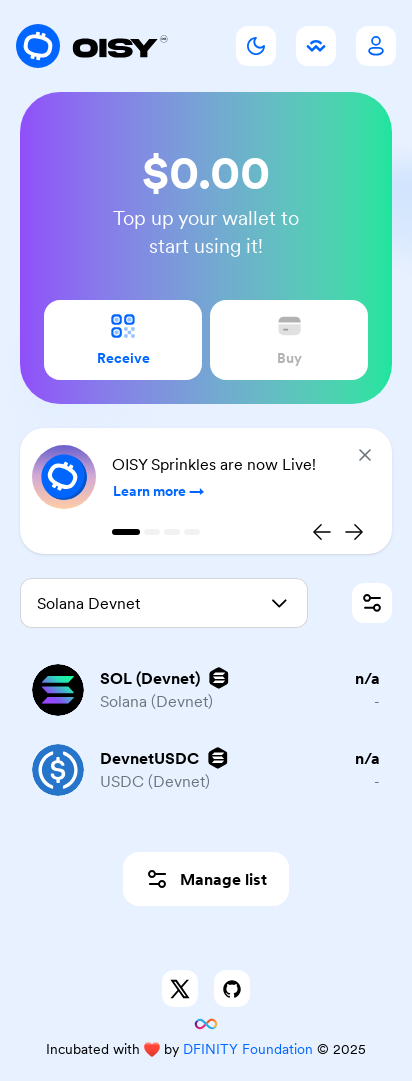 OISY
$0.00
Top up your wallet to
start using it!
Receive
Buy
OISY Sprinkles are now Live!
Learn more
Solana Devnet
SOL (Devnet)
n/a
Solana (Devnet)
-
DevnetUSDC
n/a
USDC (Devnet)
-
Manage list
Incubated with ❤️ by DFINITY Foundation © 2025